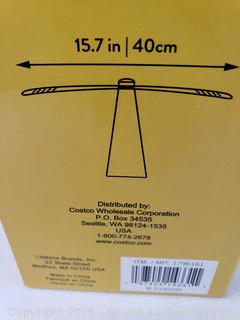 15.7 in | 40cm
Distributed by:
Costco Wholesale Corporation
P.O. Box 34535
Seattle, WA 98124-1535
USA
1-800-774-2678
www.costco.com
Lifetime Brands, Inc.
22 Blake Street
Medford, MA 02155 USA
Made in China
Fabriqué en Chine
Hecho en China
ITM. / ART. 1796161
Copyright © 2025 - Sound Auction Service